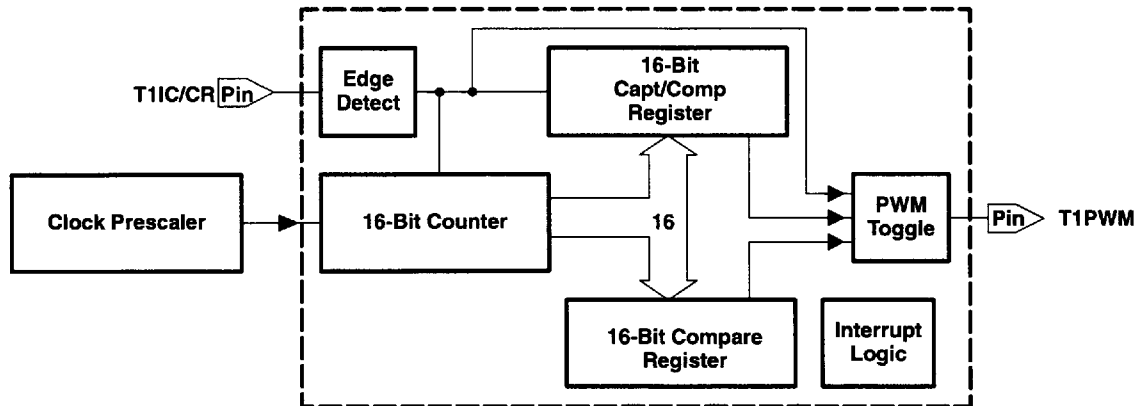 T1IC/CR Pin
Edge
Detect
16-Bit
Capt/Comp
Register
Clock Prescaler
16-Bit Counter
16
PWM
Toggle
Pin T1PWM
16-Bit Compare
Register
Interrupt
Logic